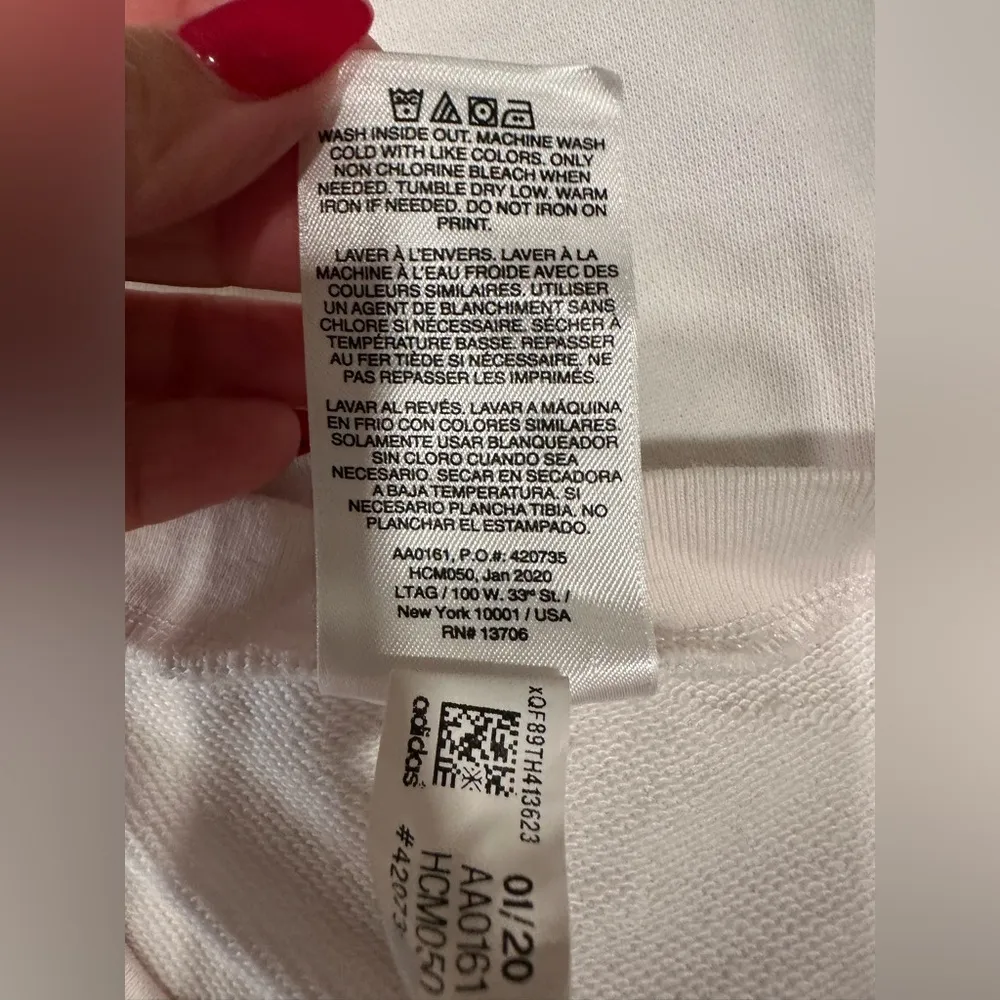 WASH INSIDE OUT. MACHINE WASH
COLD WITH LIKE COLORS. ONLY
NON CHLORINE BLEACH WHEN
NEEDED. TUMBLE DRY LOW. WARM
IRON IF NEEDED. DO NOT IRON ON
PRINT.
LAVER À L'ENVERS. LAVER À LA
MACHINE À L'EAU FROIDE AVEC DES
COULEURS SIMILAIRES. UTILISER
UN AGENT DE BLANCHIMENT SANS
CHLORE SI NÉCESSAIRE. SÉCHER À
TEMPÉRATURE BASSE. REPASSER
AU FER TIÈDE SI NÉCESSAIRE. NE
PAS REPASSER LES IMPRIMÉS.
LAVAR AL REVÉS. LAVAR A MÁQUINA
EN FRIO CON COLORES SIMILARES.
SOLAMENTE USAR BLANQUEADOR
SIN CLORO CUANDO SEA
NECESARIO. SECAR EN SECADORA
A BAJA TEMPERATURA. SI
NECESARIO PLANCHA TIBIA. NO
PLANCHAR EL ESTAMPADO.
AA0161, P.O.#: 420735
HCM050, Jan 2020
LTAG / 100 W. 33rd St. /
New York 10001 / USA
RN# 13706
XQF89TH413623
adidas
01/20
AA0161
HCM050
#42073